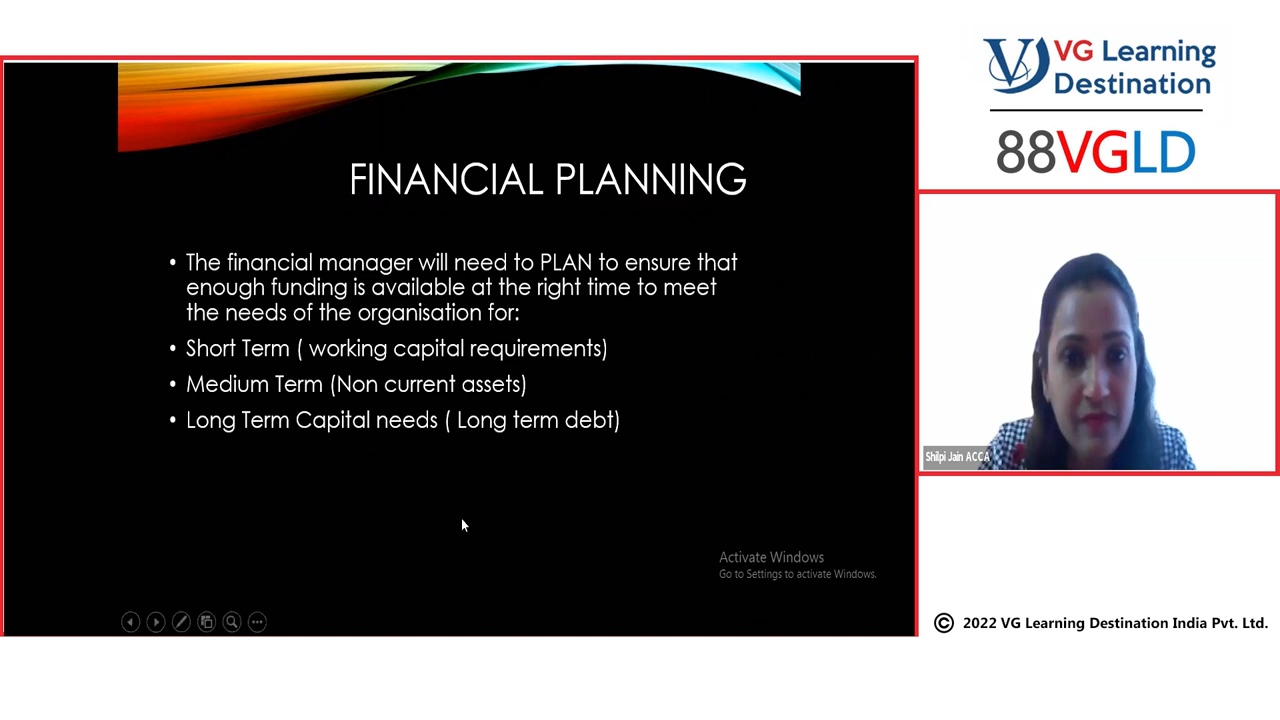 FINANCIAL PLANNING
• The financial manager will need to PLAN to ensure that
enough funding is available at the right time to meet
the needs of the organisation for:
• Short Term ( working capital requirements)
• Medium Term (Non current assets)
• Long Term Capital needs ( Long term debt)
Activate Windows
Go to Settings to activate Windows.
VG Learning
Destination
88VGLD
Shilpi Jain ACCA
© 2022 VG Learning Destination India Pvt. Ltd.